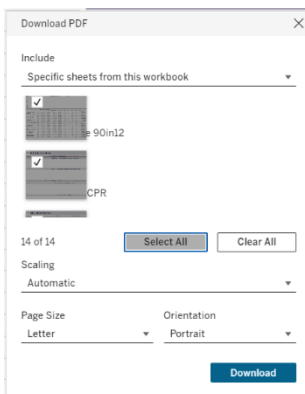 Download PDF
Include
Specific sheets from this workbook
e 90in12
CPR
14 of 14
Select All
Clear All
Scaling
Automatic
Page Size
Orientation
Letter
Portrait
Download